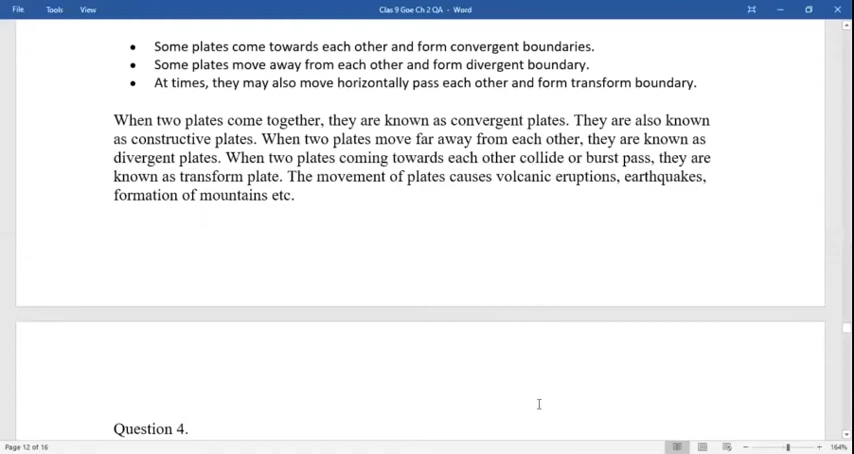 File Tools View Clas 9 Goe Ch 2 QA - Word
• Some plates come towards each other and form convergent boundaries.
• Some plates move away from each other and form divergent boundary.
• At times, they may also move horizontally pass each other and form transform boundary.
When two plates come together, they are known as convergent plates. They are also known
as constructive plates. When two plates move far away from each other, they are known as
divergent plates. When two plates coming towards each other collide or burst pass, they are
known as transform plate. The movement of plates causes volcanic eruptions, earthquakes,
formation of mountains etc.
Question 4.
Page 12 of 16 164%